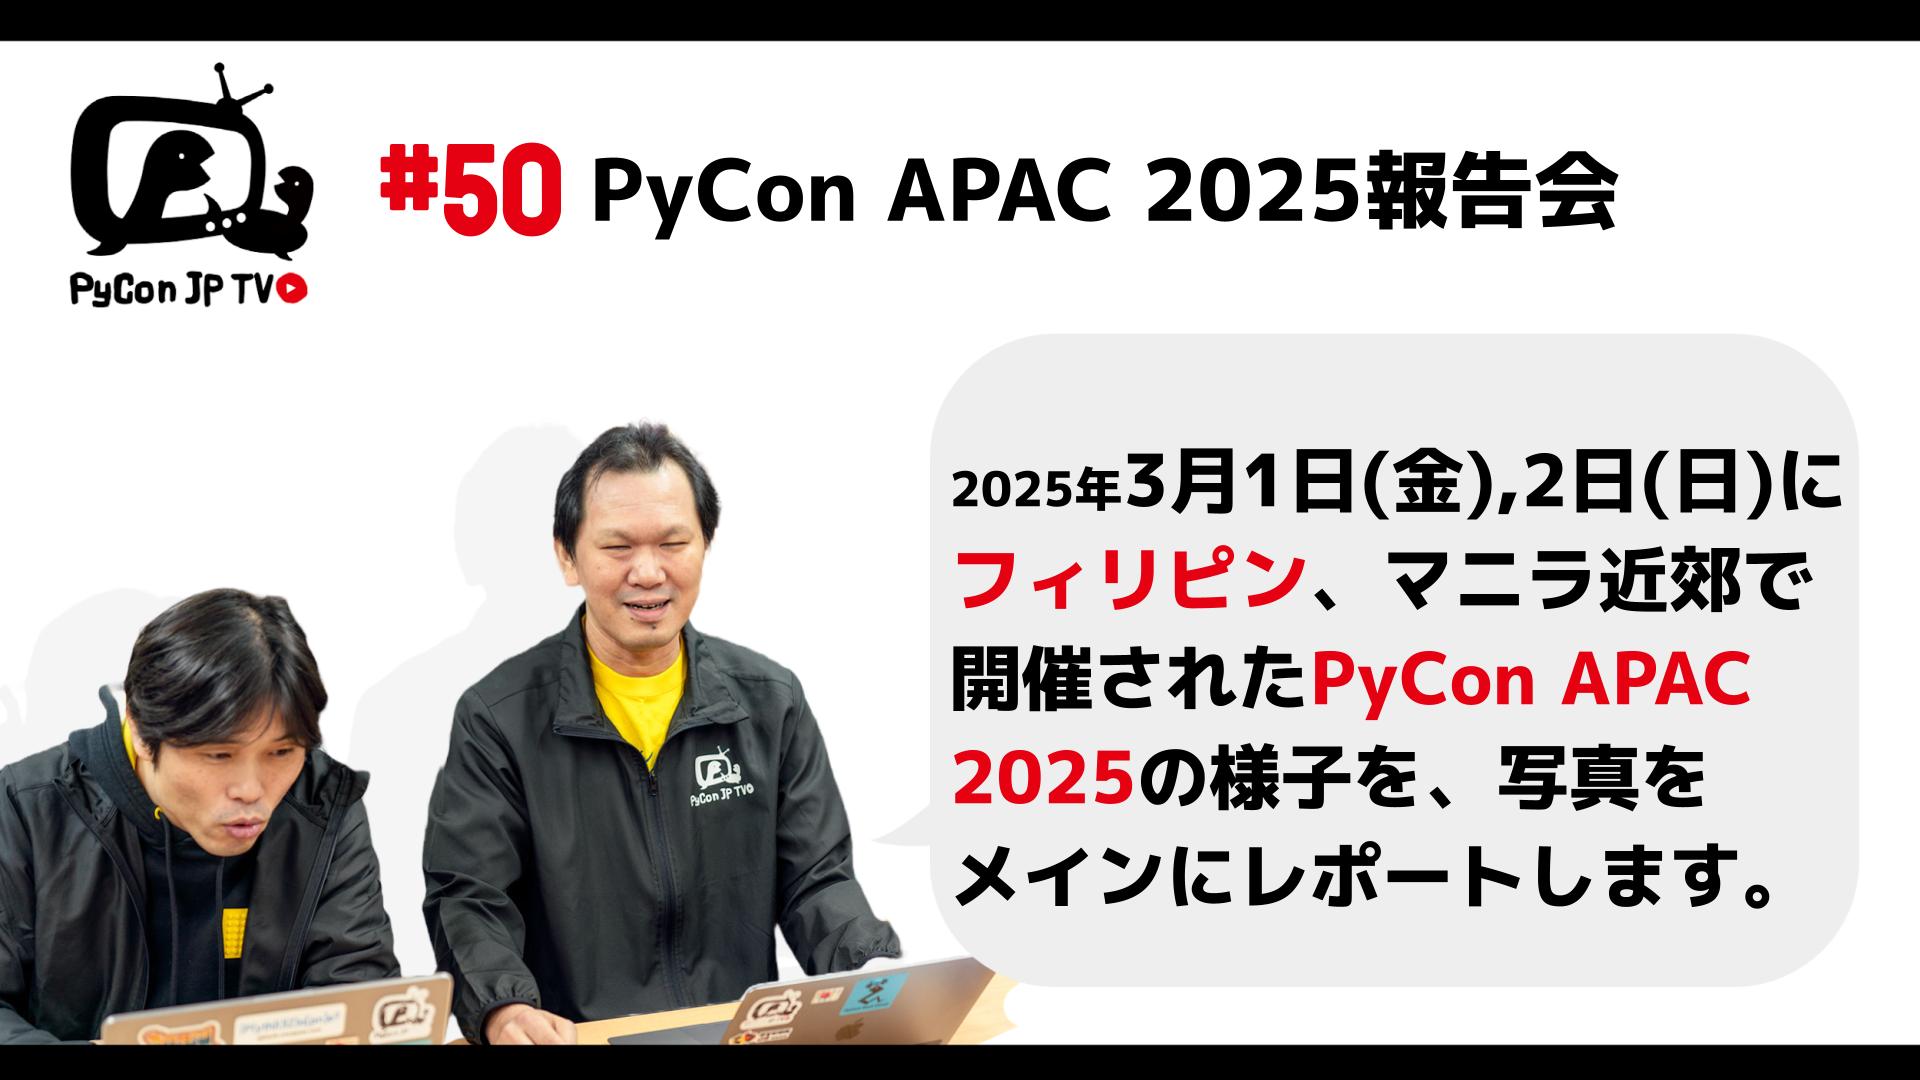 #50 PyCon APAC 2025報告会
PyCon JP TV
2025年3月1日(金),2日(日)に
フィリピン、マニラ近郊で
開催されたPyCon APAC
2025の様子を、写真を
メインにレポートします。
PyCon JP TV